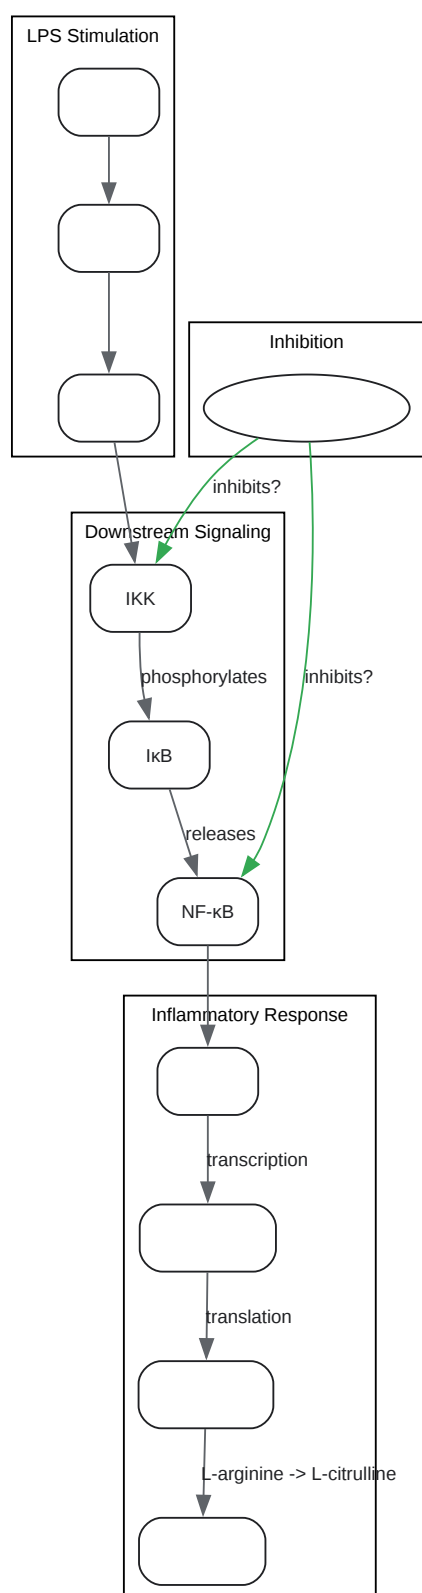 LPS Stimulation
Inhibition
inhibits?
Downstream Signaling
IKK
phosphorylates
inhibits?
IκB
releases
NF-κB
Inflammatory Response
transcription
translation
L-arginine -> L-citrulline